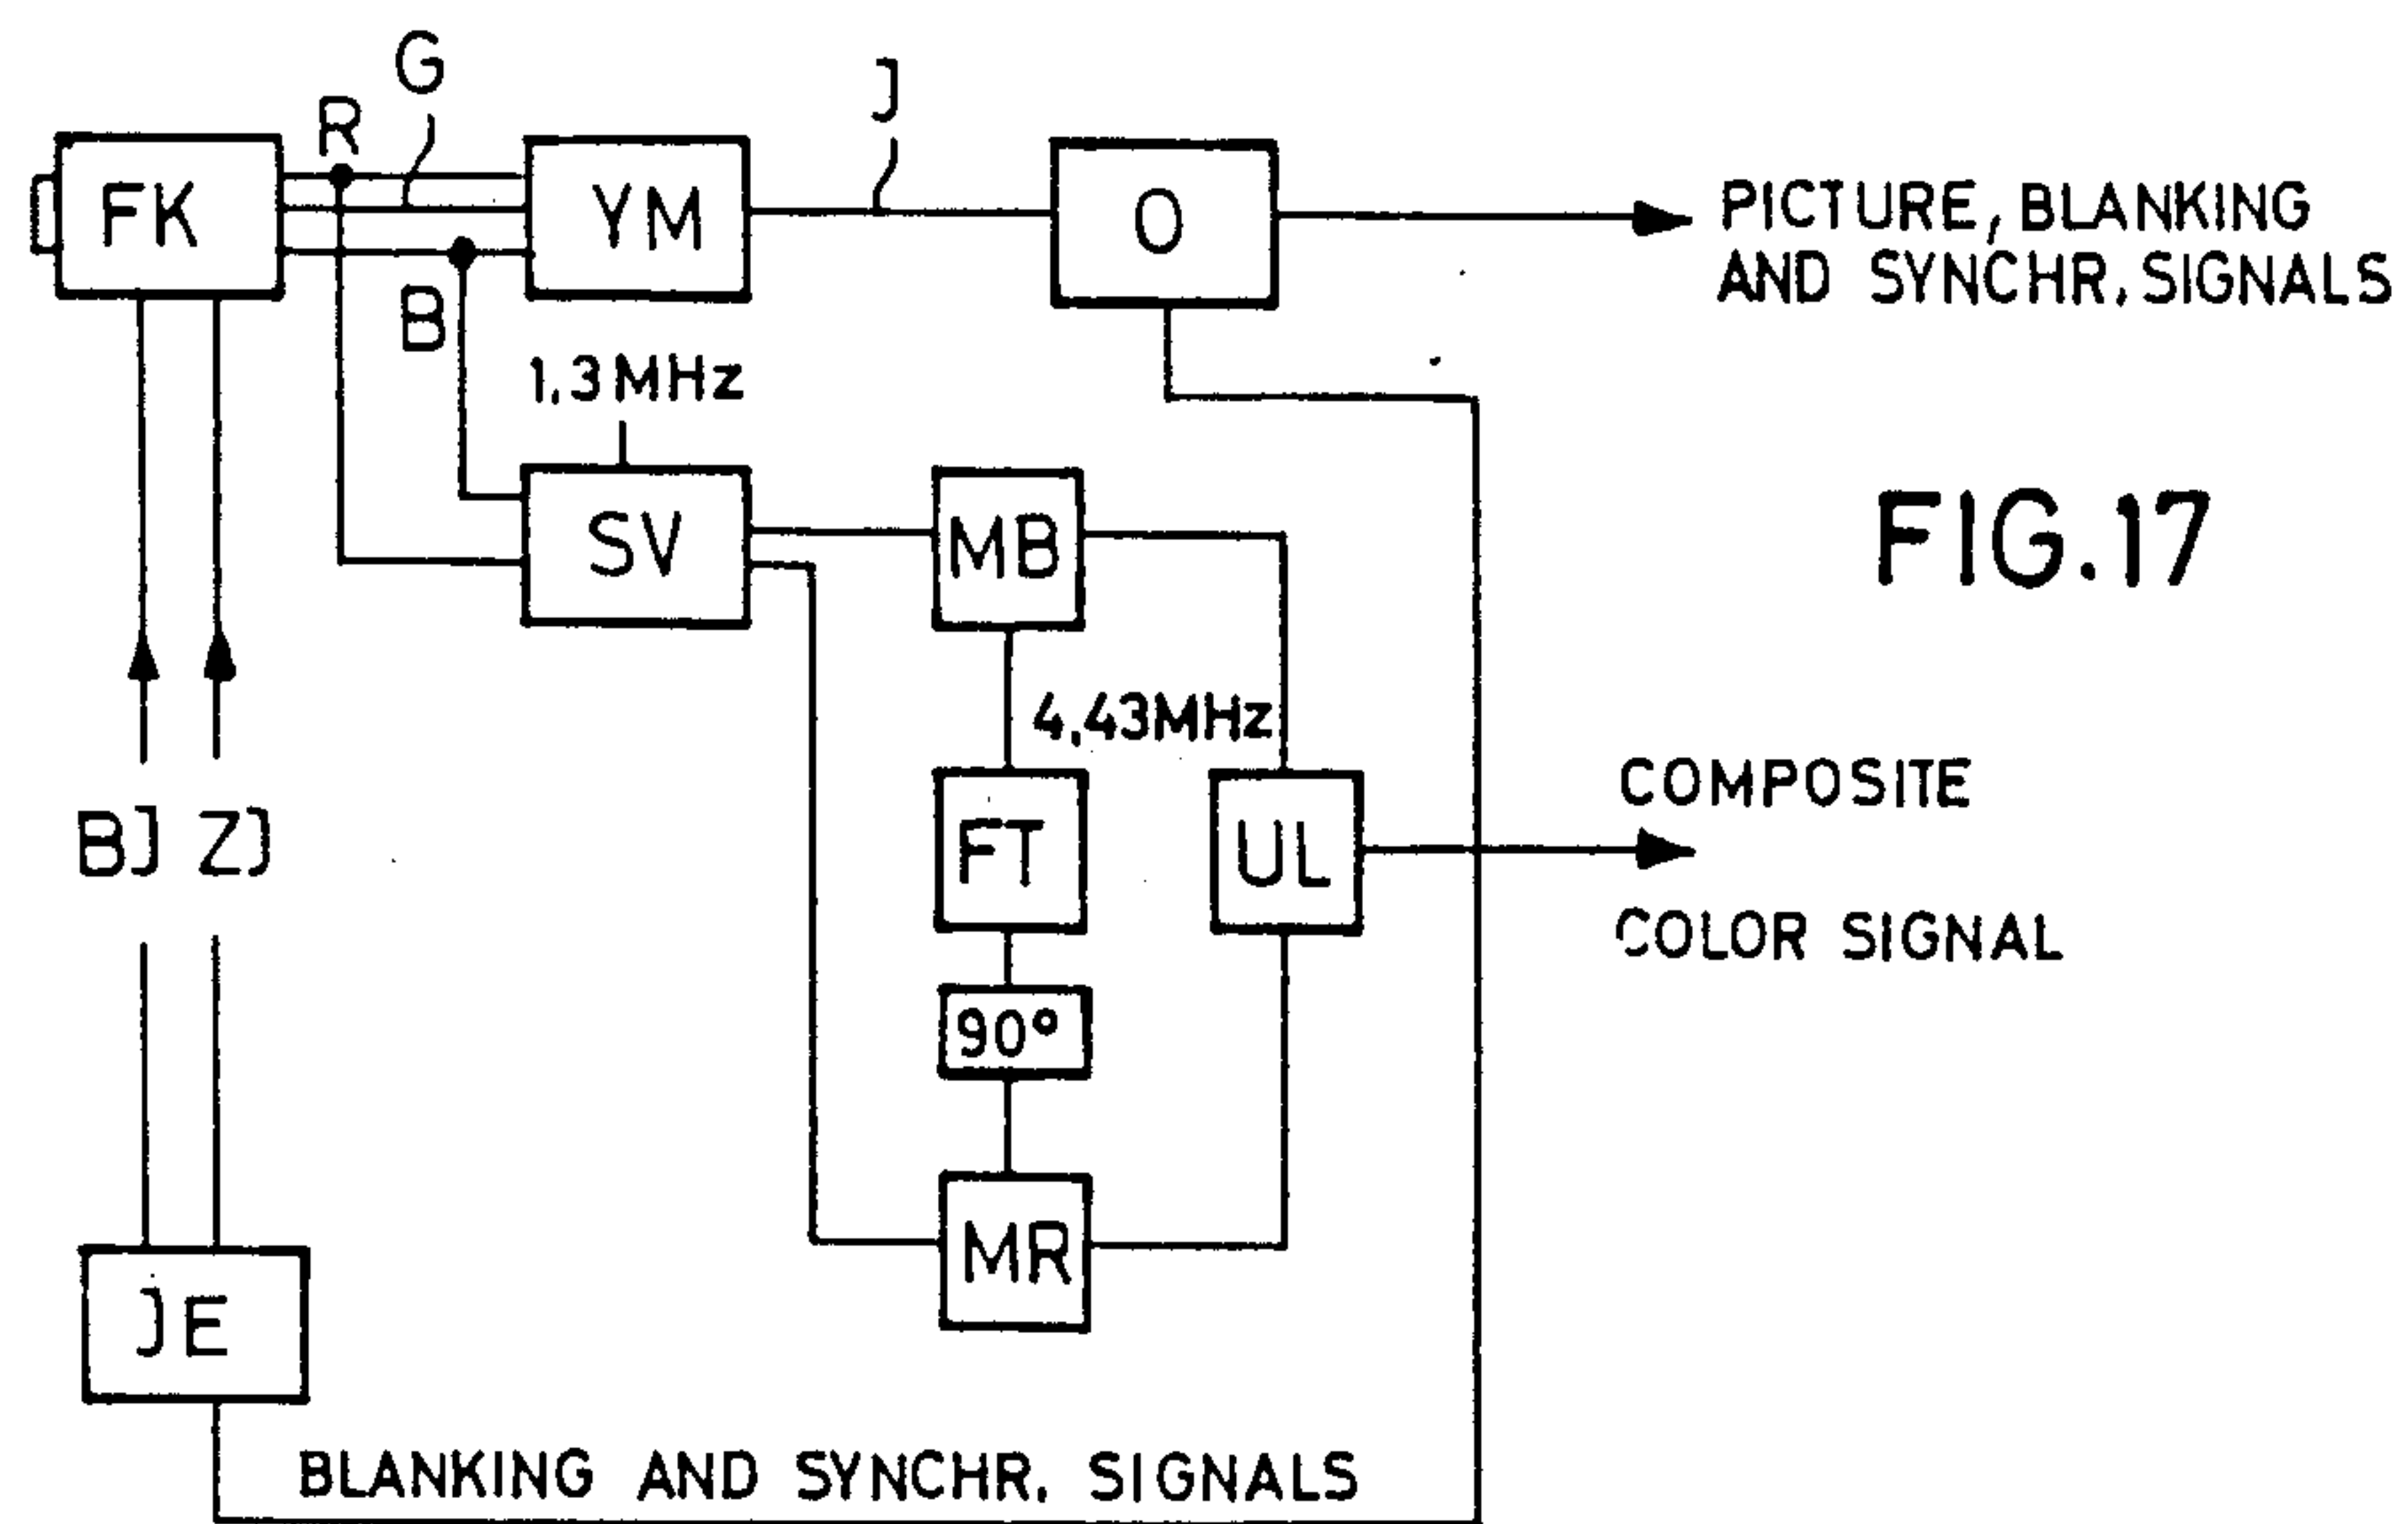 G
J
R
FK
YM
O
PICTURE, BLANKING
AND SYNCHR. SIGNALS
B
1,3MHz
SV
MB
FIG.17
4,43MHz
BJ ZJ
FT
UL
COMPOSITE
COLOR SIGNAL
90°
MR
JE
BLANKING AND SYNCHR. SIGNALS